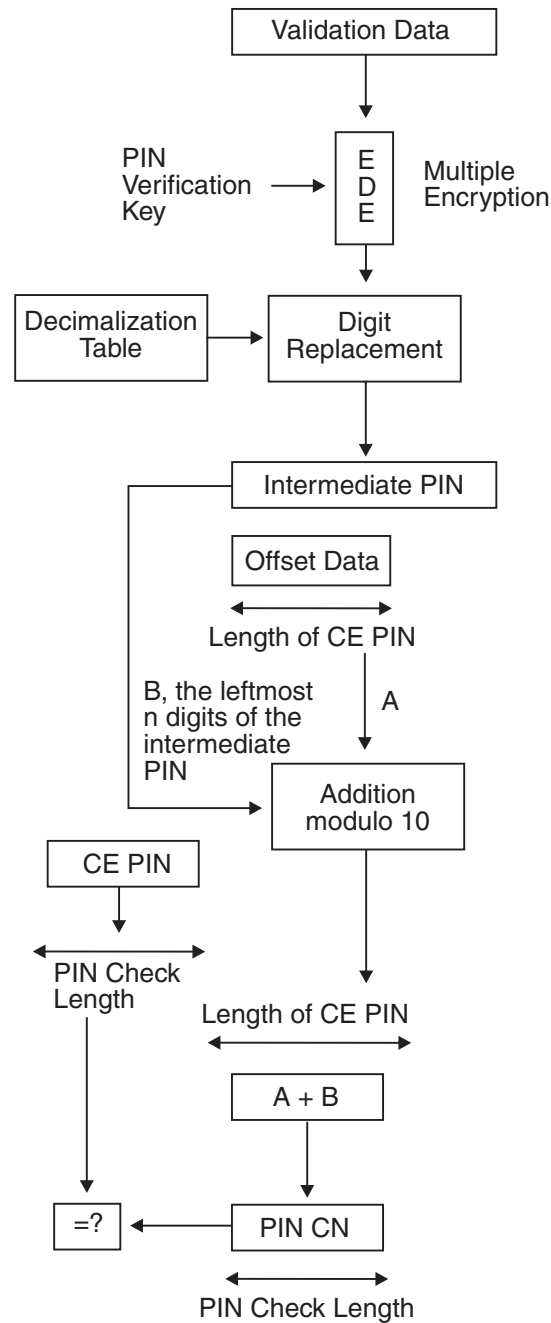 Validation Data
PIN
Verification
Key
E
D
E
Multiple
Encryption
Decimalization
Table
Digit
Replacement
Intermediate PIN
Offset Data
Length of CE PIN
B, the leftmost
n digits of the
intermediate
PIN
A
Addition
modulo 10
CE PIN
PIN Check
Length
Length of CE PIN
A + B
=?
PIN CN
PIN Check Length